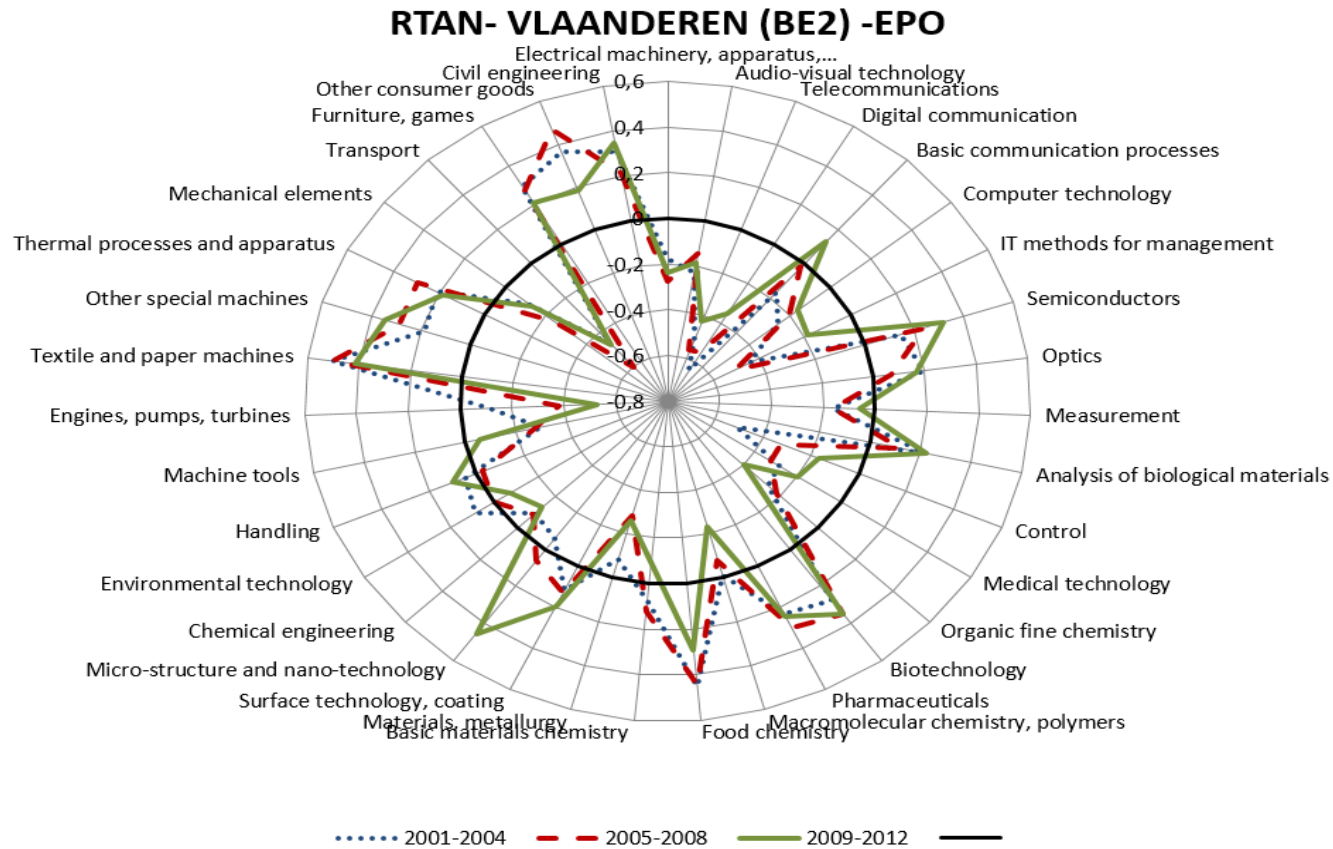 RTAN- VLAANDEREN (BE2) -EPO
Electrical machinery, apparatus,...
Audio-visual technology
Telecommunications
Digital communication
Basic communication processes
Computer technology
IT methods for management
Semiconductors
Optics
Measurement
Analysis of biological materials
Control
Medical technology
Organic fine chemistry
Biotechnology
Pharmaceuticals
Macromolecular chemistry, polymers
Food chemistry
Basic materials chemistry
Materials, metallurgy
Surface technology, coating
Micro-structure and nano-technology
Chemical engineering
Environmental technology
Handling
Machine tools
Engines, pumps, turbines
Textile and paper machines
Other special machines
Thermal processes and apparatus
Mechanical elements
Transport
Furniture, games
Other consumer goods
Civil engineering
0,6
0,4
0,2
0
-0,2
-0,4
-0,6
-0,8
2001-2004
2005-2008
2009-2012